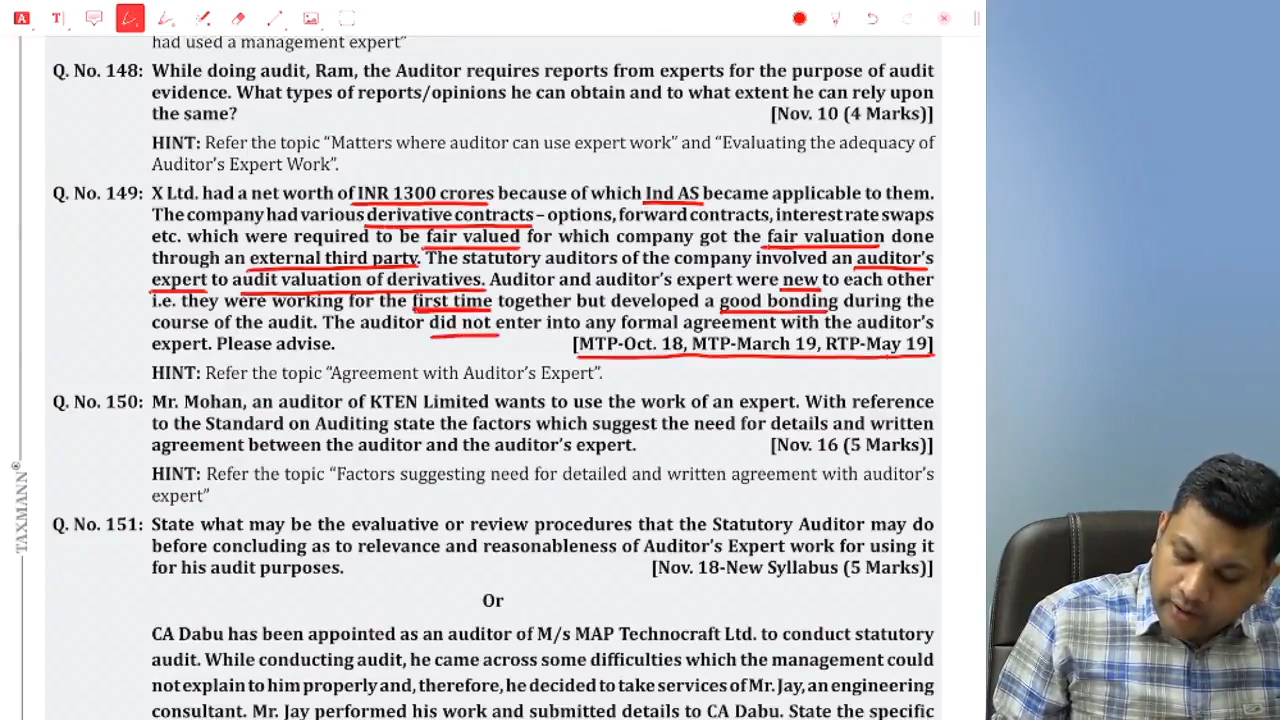 had used a management expert"
Q. No. 148: While doing audit, Ram, the Auditor requires reports from experts for the purpose of audit
evidence. What types of reports/opinions he can obtain and to what extent he can rely upon
the same? [Nov. 10 (4 Marks)]
HINT: Refer the topic “Matters where auditor can use expert work” and “Evaluating the adequacy of
Auditor’s Expert Work”.
Q. No. 149: X Ltd. had a net worth of INR 1300 crores because of which Ind AS became applicable to them.
The company had various derivative contracts – options, forward contracts, interest rate swaps
etc. which were required to be fair valued for which company got the fair valuation done
through an external third party. The statutory auditors of the company involved an auditor’s
expert to audit valuation of derivatives. Auditor and auditor’s expert were new to each other
i.e. they were working for the first time together but developed a good bonding during the
course of the audit. The auditor did not enter into any formal agreement with the auditor’s
expert. Please advise. [MTP-Oct. 18, MTP-March 19, RTP-May 19]
HINT: Refer the topic “Agreement with Auditor’s Expert”.
Q. No. 150: Mr. Mohan, an auditor of KTEN Limited wants to use the work of an expert. With reference
to the Standard on Auditing state the factors which suggest the need for details and written
agreement between the auditor and the auditor’s expert. [Nov. 16 (5 Marks)]
HINT: Refer the topic “Factors suggesting need for detailed and written agreement with auditor’s
expert”
Q. No. 151: State what may be the evaluative or review procedures that the Statutory Auditor may do
before concluding as to relevance and reasonableness of Auditor’s Expert work for using it
for his audit purposes. [Nov. 18-New Syllabus (5 Marks)]
Or
CA Dabu has been appointed as an auditor of M/s MAP Technocraft Ltd. to conduct statutory
audit. While conducting audit, he came across some difficulties which the management could
not explain to him properly and, therefore, he decided to take services of Mr. Jay, an engineering
consultant. Mr. Jay performed his work and submitted details to CA Dabu. State the specific
TAXMANN®